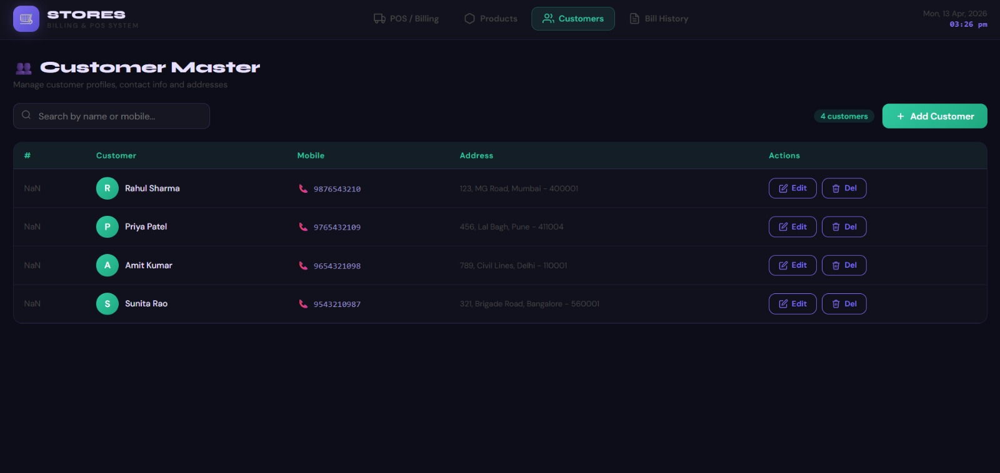 STORES
BILLING & POS SYSTEM
POS / Billing
Products
Customers
Bill History
Mon, 13 Apr, 2026
03:26 pm
Customer Master
Manage customer profiles, contact info and addresses
Search by name or mobile...
4 customers
+ Add Customer
# Customer Mobile Address Actions
NaN R Rahul Sharma 9876543210 123, MG Road, Mumbai - 400001 Edit Del
NaN P Priya Patel 9765432109 456, Lal Bagh, Pune - 411004 Edit Del
NaN A Amit Kumar 9654321098 789, Civil Lines, Delhi - 110001 Edit Del
NaN S Sunita Rao 9543210987 321, Brigade Road, Bangalore - 560001 Edit Del